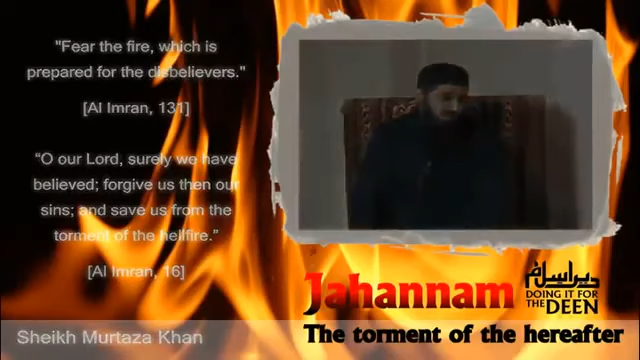 "Fear the fire, which is
prepared for the disbelievers."
[Al Imran, 131]
"O our Lord, surely we have
believed; forgive us then our
sins; and save us from the
torment of the hellfire."
[Al Imran, 16]
Jahannam
DOING IT FOR
THE DEEN
The torment of the hereafter
Sheikh Murtaza Khan